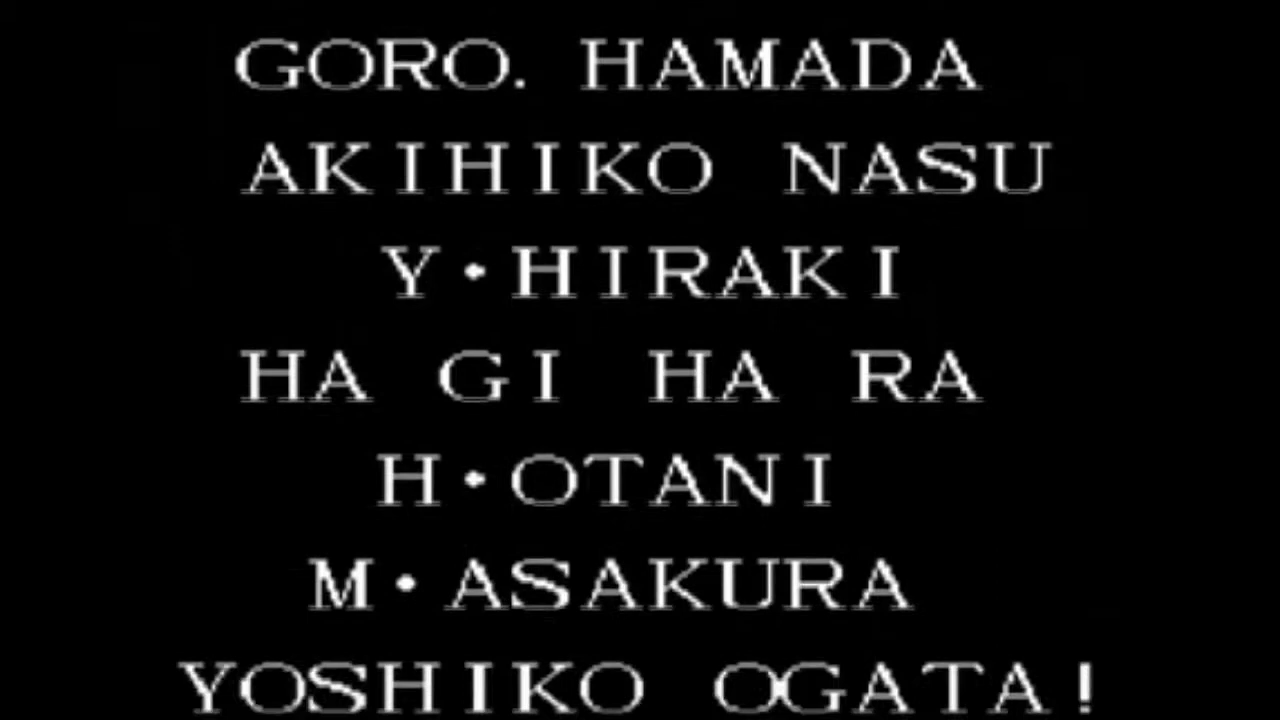 GORO. HAMADA
AKIHIKO NASU
Y·HIRAKI
HA GI HA RA
H·OTANI
M·ASAKURA
YOSHIKO OGATA!